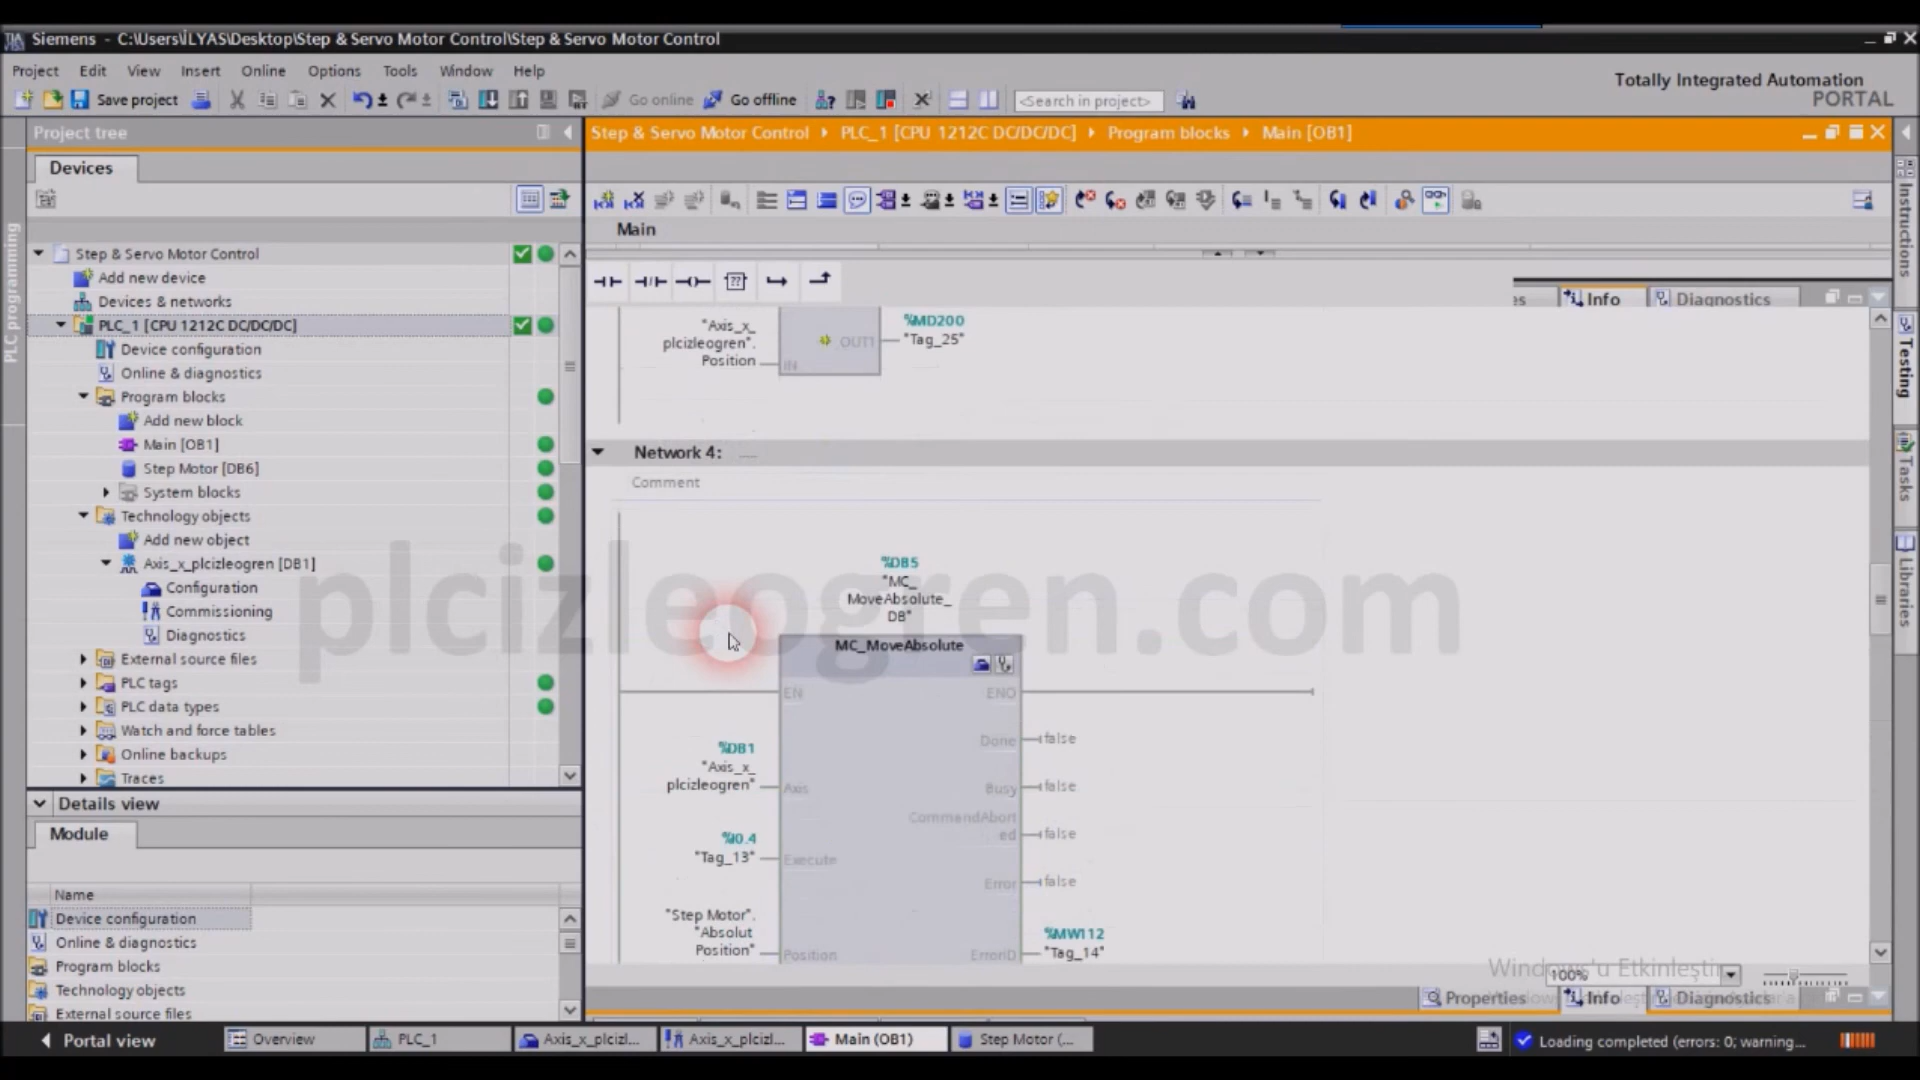 Siemens - C:\Users\İLYAS\Desktop\Step & Servo Motor Control\Step & Servo Motor Control
Project Edit View Insert Online Options Tools Window Help
Totally Integrated Automation
PORTAL
Save project
Go online
Go offline
<Search in project>
Project tree
Step & Servo Motor Control
PLC_1 [CPU 1212C DC/DC/DC]
Program blocks
Main [OB1]
Devices
PLC programming
Step & Servo Motor Control
Add new device
Devices & networks
PLC_1 [CPU 1212C DC/DC/DC]
Device configuration
Online & diagnostics
Program blocks
Add new block
Main [OB1]
Step Motor [DB6]
System blocks
Technology objects
Add new object
Axis_x_plcizleogren [DB1]
Configuration
Commissioning
Diagnostics
External source files
PLC tags
PLC data types
Watch and force tables
Online backups
Traces
Details view
Module
Name
Device configuration
Online & diagnostics
Program blocks
Technology objects
External source files
Main
Info
Diagnostics
"Axis_x_
plcizleogren".
Position
IN
OUT1
%MD200
"Tag_25"
Network 4:
Comment
%DB5
"MC_
MoveAbsolute_
DB"
MC_MoveAbsolute
EN
ENO
Done
false
%DB1
"Axis_x_
plcizleogren"
Axis
Busy
false
CommandAbort
ed
false
%I0.4
"Tag_13"
Execute
Error
false
"Step Motor".
"Absolut
Position"
Position
ErrorID
%MW112
"Tag_14"
plcizleogren.com
Windows'u Etkinleştir
100%
Properties
Info
Diagnostics
Instructions
Testing
Tasks
Libraries
Portal view
Overview
PLC_1
Axis_x_plcizl...
Axis_x_plcizl...
Main (OB1)
Step Motor (...
Loading completed (errors: 0; warning...